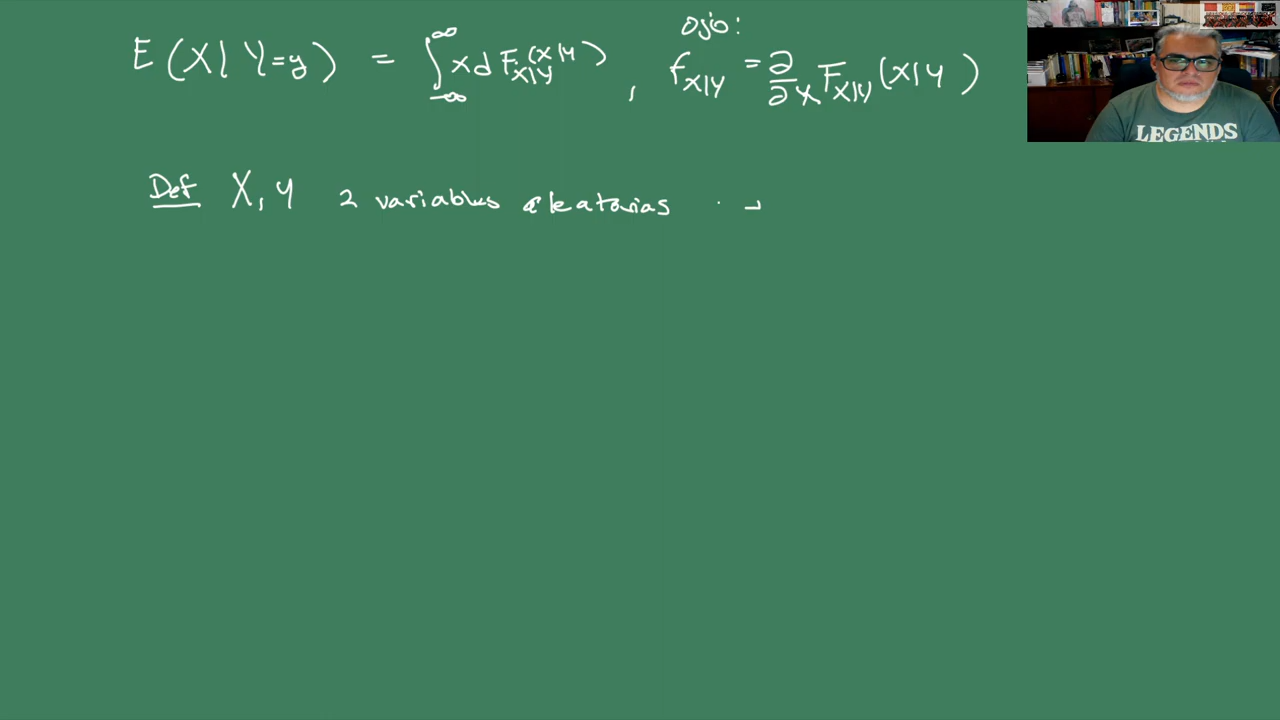 E(X|Y=y) = ∫_{-∞}^{∞} x d F_{X|Y}(x|y) , ojo: f_{X|Y} = ∂/∂x F_{X|Y}(x|y)
Def X, Y 2 variables aleatorias
LEGENDS